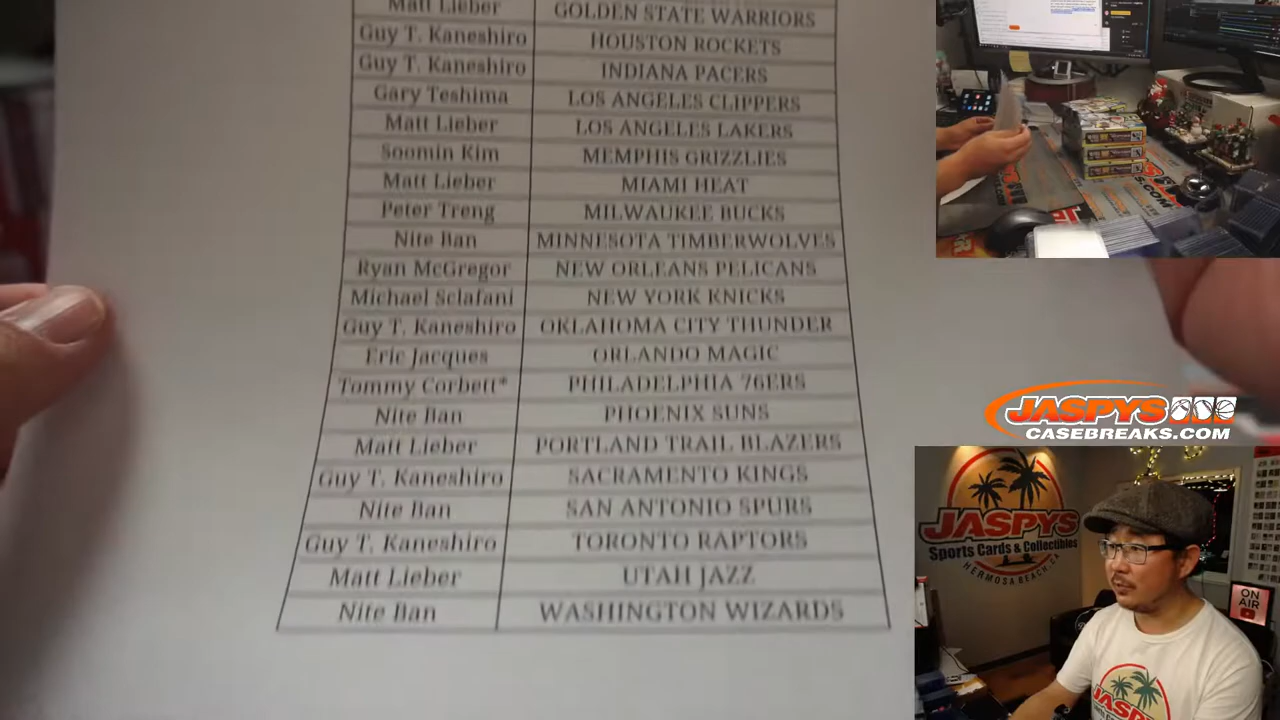 Matt Lieber GOLDEN STATE WARRIORS
Guy T. Kaneshiro HOUSTON ROCKETS
Guy T. Kaneshiro INDIANA PACERS
Gary Teshima LOS ANGELES CLIPPERS
Matt Lieber LOS ANGELES LAKERS
Soonun Kim MEMPHIS GRIZZLIES
Matt Lieber MIAMI HEAT
Peter Treng MILWAUKEE BUCKS
Nite Ban MINNESOTA TIMBERWOLVES
Ryan McGregor NEW ORLEANS PELICANS
Michael Sclafani NEW YORK KNICKS
Guy T. Kaneshiro OKLAHOMA CITY THUNDER
Eric Jacques ORLANDO MAGIC
Tommy Corbett* PHILADELPHIA 76ERS
Nite Ban PHOENIX SUNS
Matt Lieber PORTLAND TRAIL BLAZERS
Guy T. Kaneshiro SACRAMENTO KINGS
Nite Ban SAN ANTONIO SPURS
Guy T. Kaneshiro TORONTO RAPTORS
Matt Lieber UTAH JAZZ
Nite Ban WASHINGTON WIZARDS
JASPYS
CASEBREAKS.COM
JASPYS
Sports Cards & Collectibles
HERMOSA BEACH, CA
ON
AIR